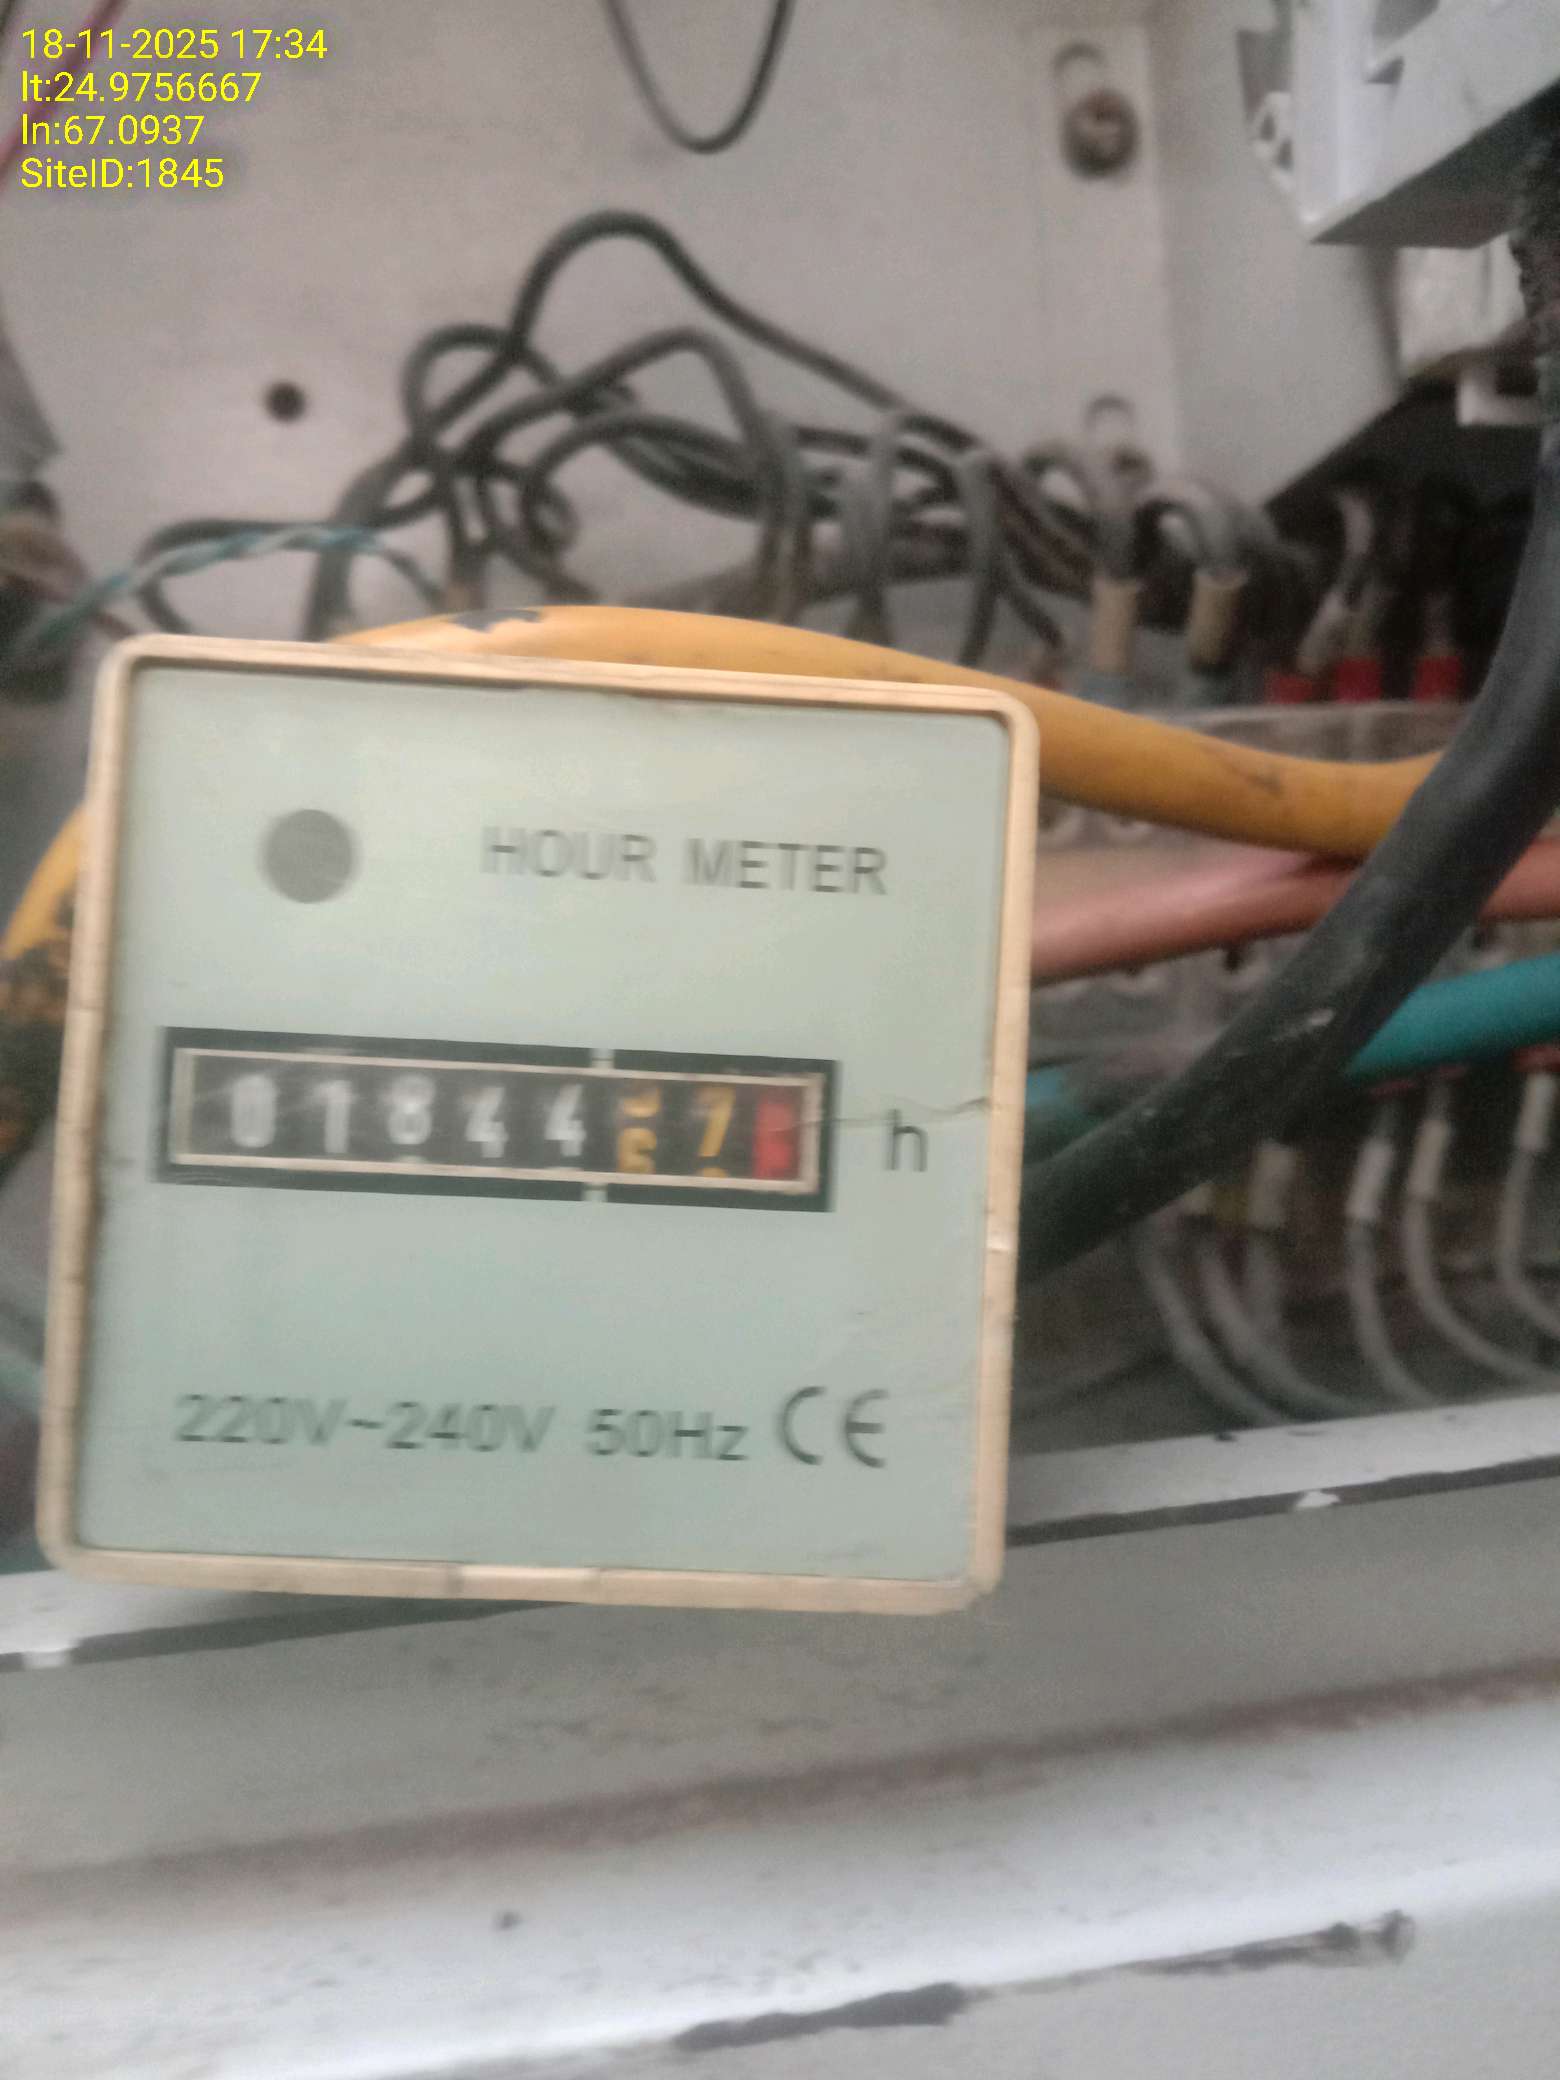 18-11-2025 17:34
lt:24.9756667
ln:67.0937
SiteID:1845
HOUR METER
01844 7
h
220V~240V 50Hz CE